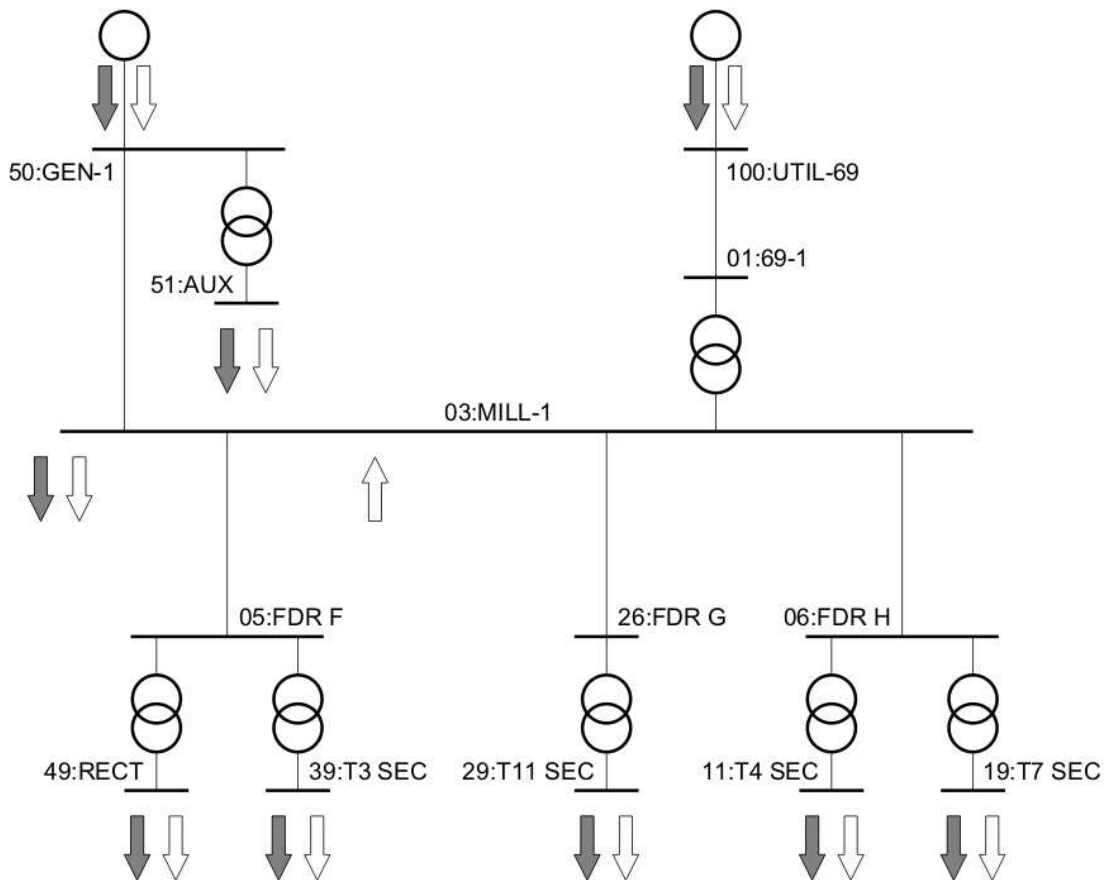 50:GEN-1
100:UTIL-69
01:69-1
51:AUX
03:MILL-1
05:FDR F
26:FDR G
06:FDR H
49:RECT
39:T3 SEC
29:T11 SEC
11:T4 SEC
19:T7 SEC